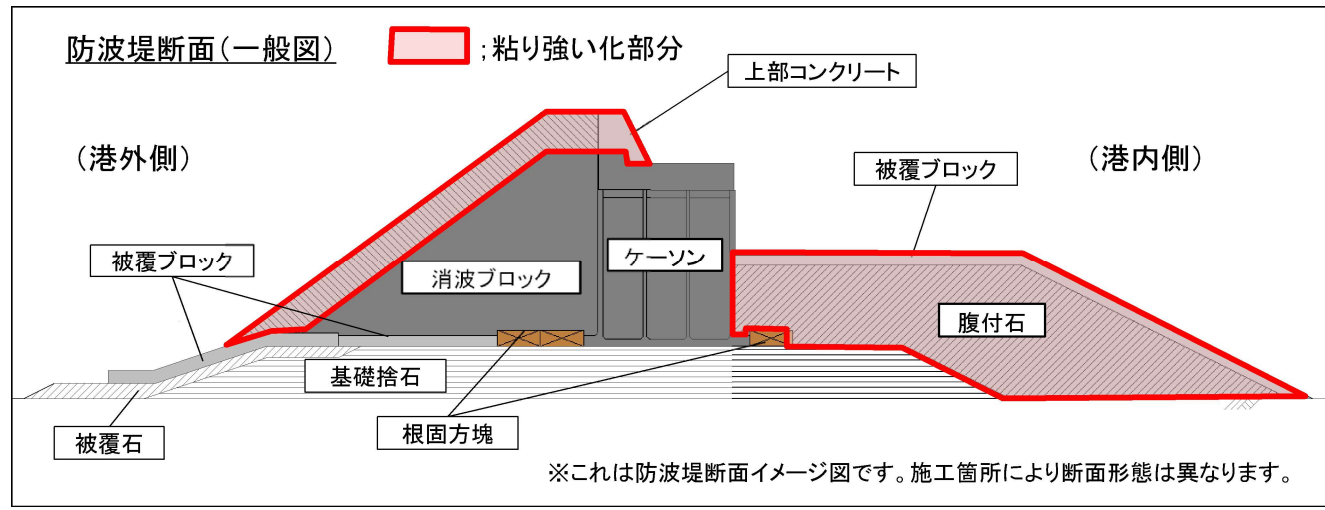 防波堤断面(一般図)
;粘り強い化部分
上部コンクリート
(港外側)
(港内側)
被覆ブロック
被覆ブロック
消波ブロック
ケーソン
腹付石
基礎捨石
被覆石
根固方塊
※これは防波堤断面イメージ図です。施工箇所により断面形態は異なります。